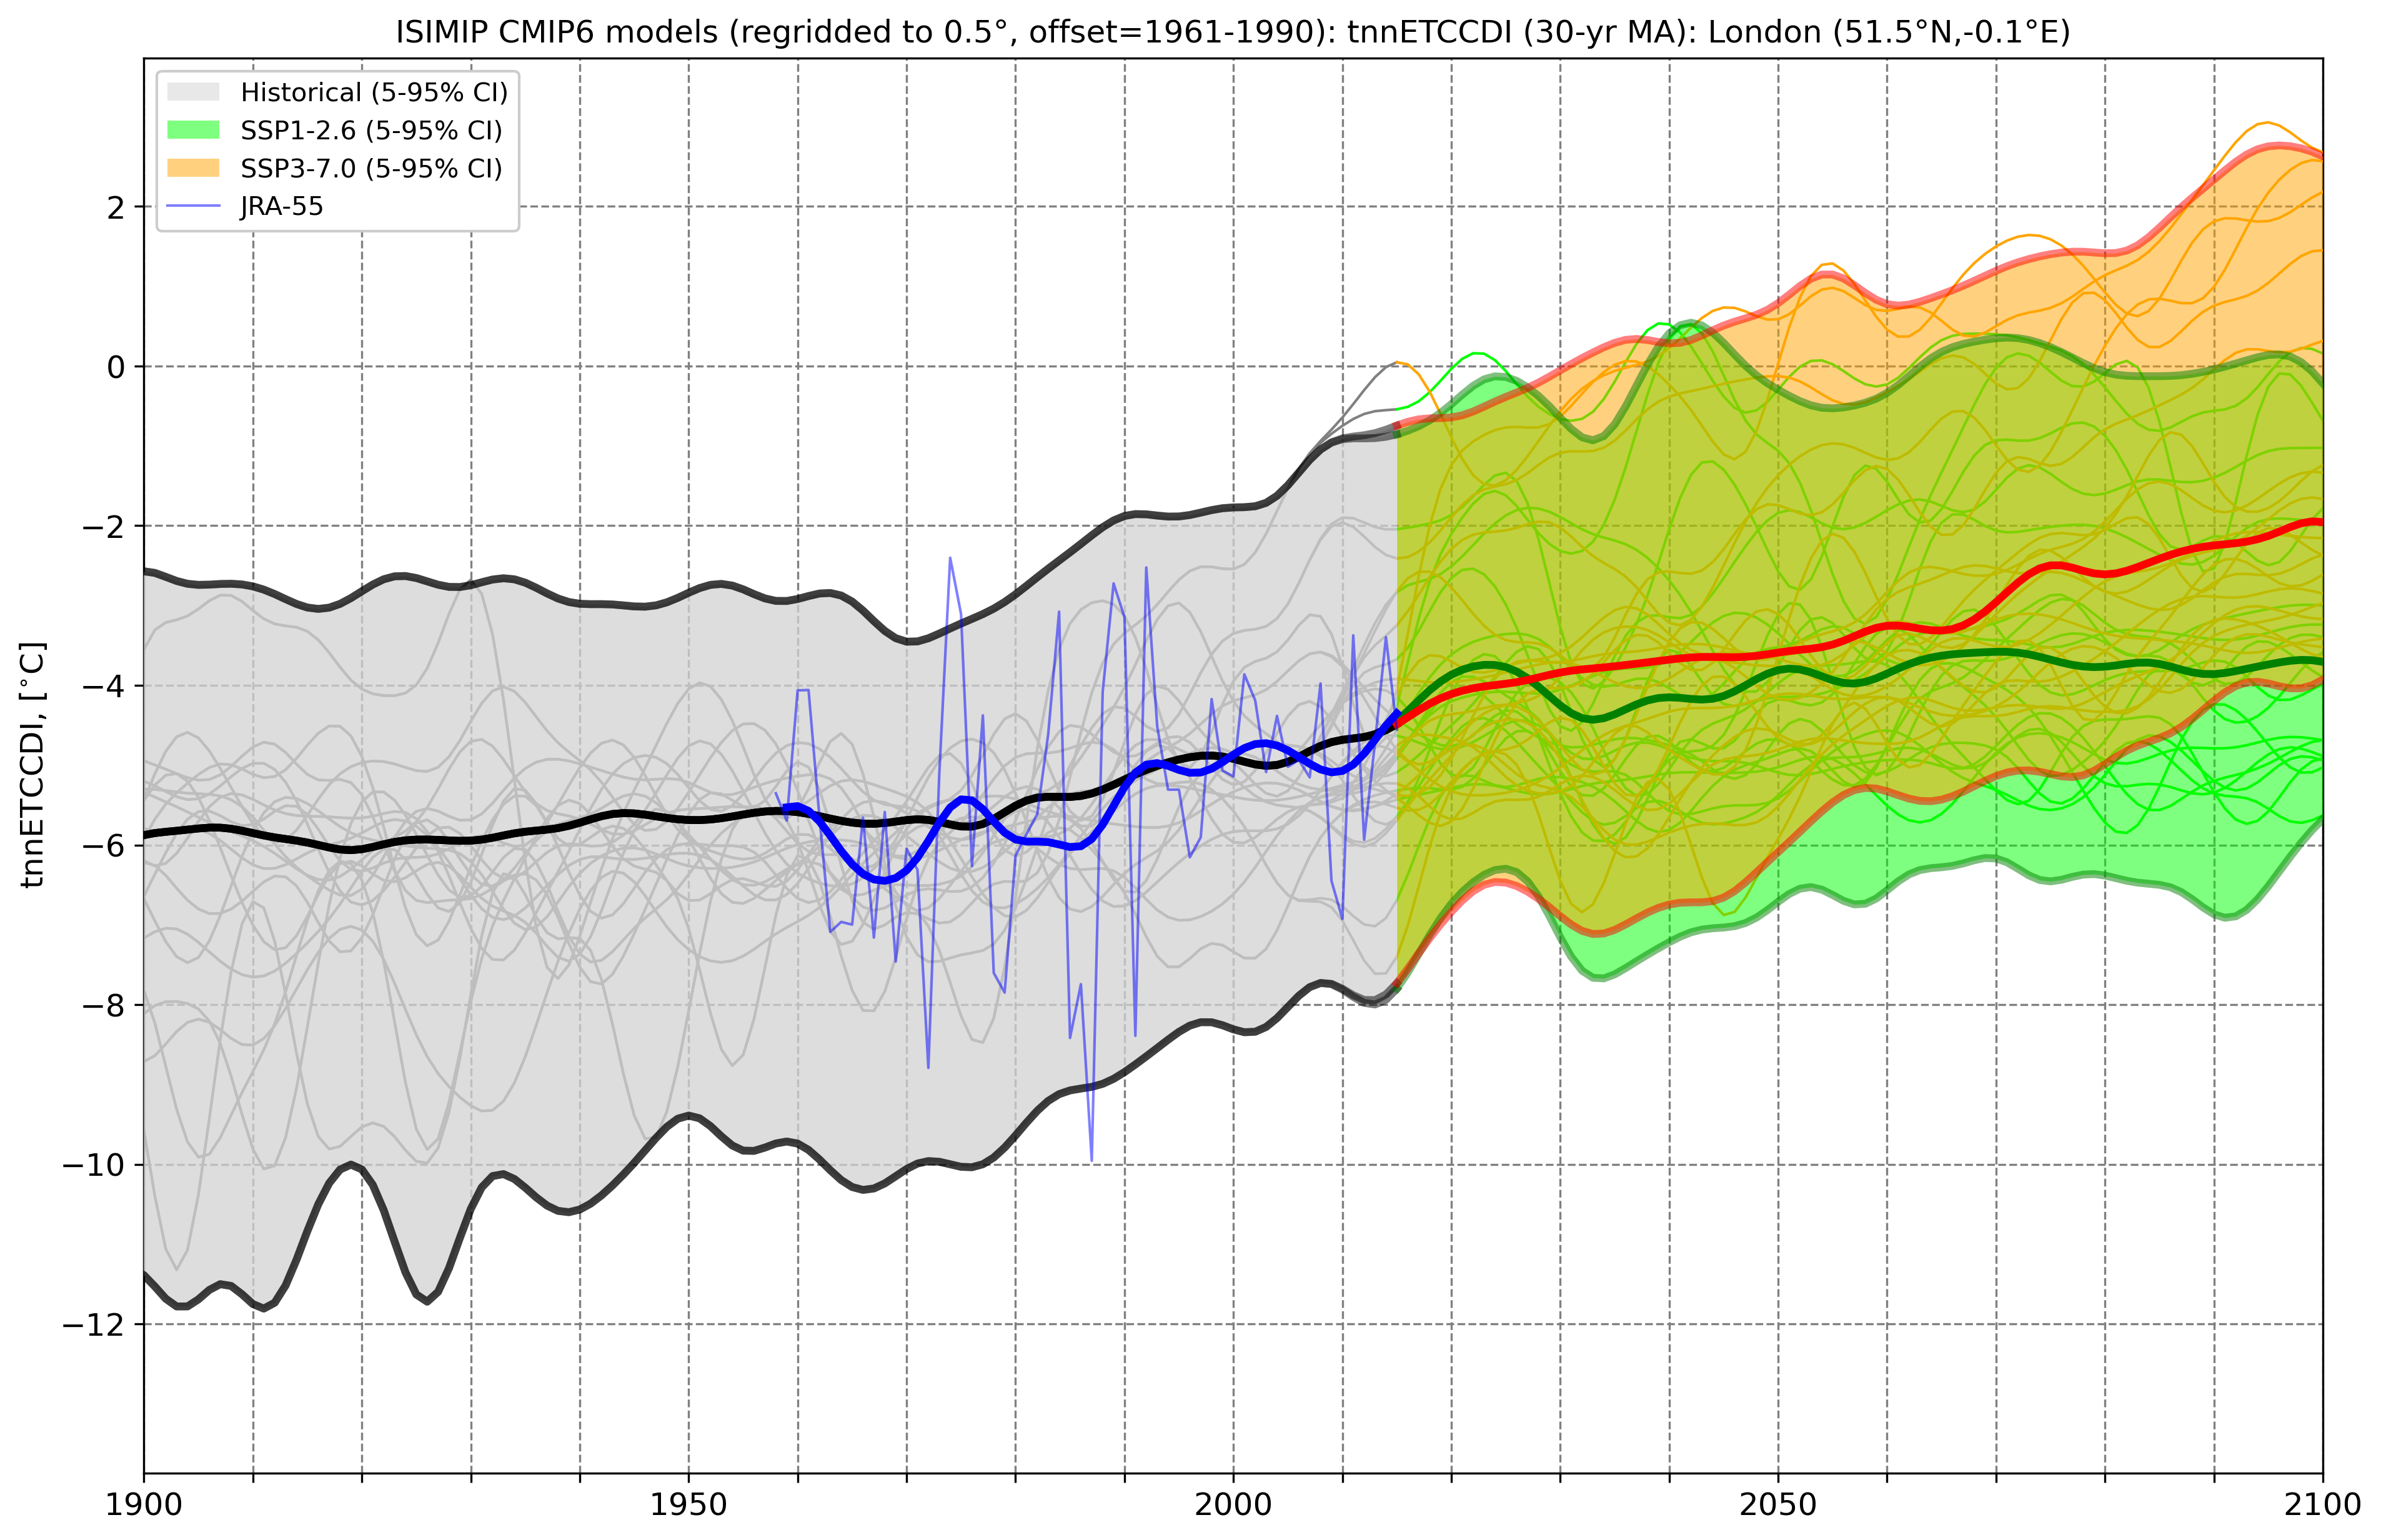 ISIMIP CMIP6 models (regridded to 0.5°, offset=1961-1990): tnnETCCDI (30-yr MA): London (51.5°N,-0.1°E)
Historical (5-95% CI)
SSP1-2.6 (5-95% CI)
SSP3-7.0 (5-95% CI)
JRA-55
tnnETCCDI, [°C]
2
0
−2
−4
−6
−8
−10
−12
1900 1950 2000 2050 2100